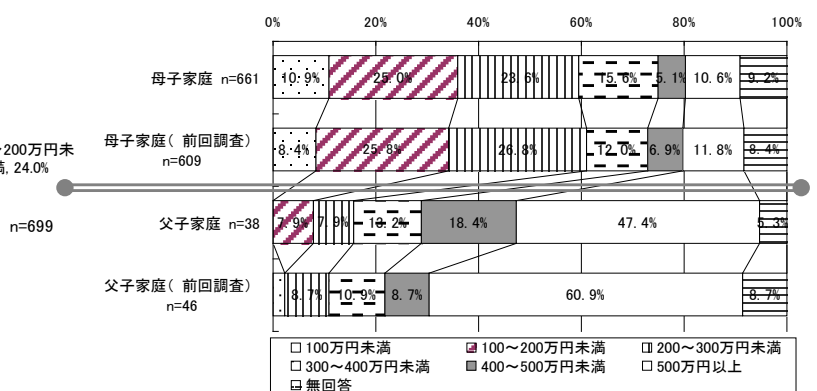 0% 20% 40% 60% 80% 100%
母子家庭 n=661
10.9% 25.0% 23.6% 15.6% 5.1% 10.6% 9.2%
母子家庭(前回調査)
n=609
8.4% 25.8% 26.8% 12.0% 6.9% 11.8% 8.4%
~200万円未
満, 24.0%
n=699
父子家庭 n=38
7.9% 7.9% 13.2% 18.4% 47.4% 5.3%
父子家庭(前回調査)
n=46
8.7% 10.9% 8.7% 60.9% 8.7%
100万円未満 100~200万円未満 200~300万円未満
300~400万円未満 400~500万円未満 500万円以上
無回答